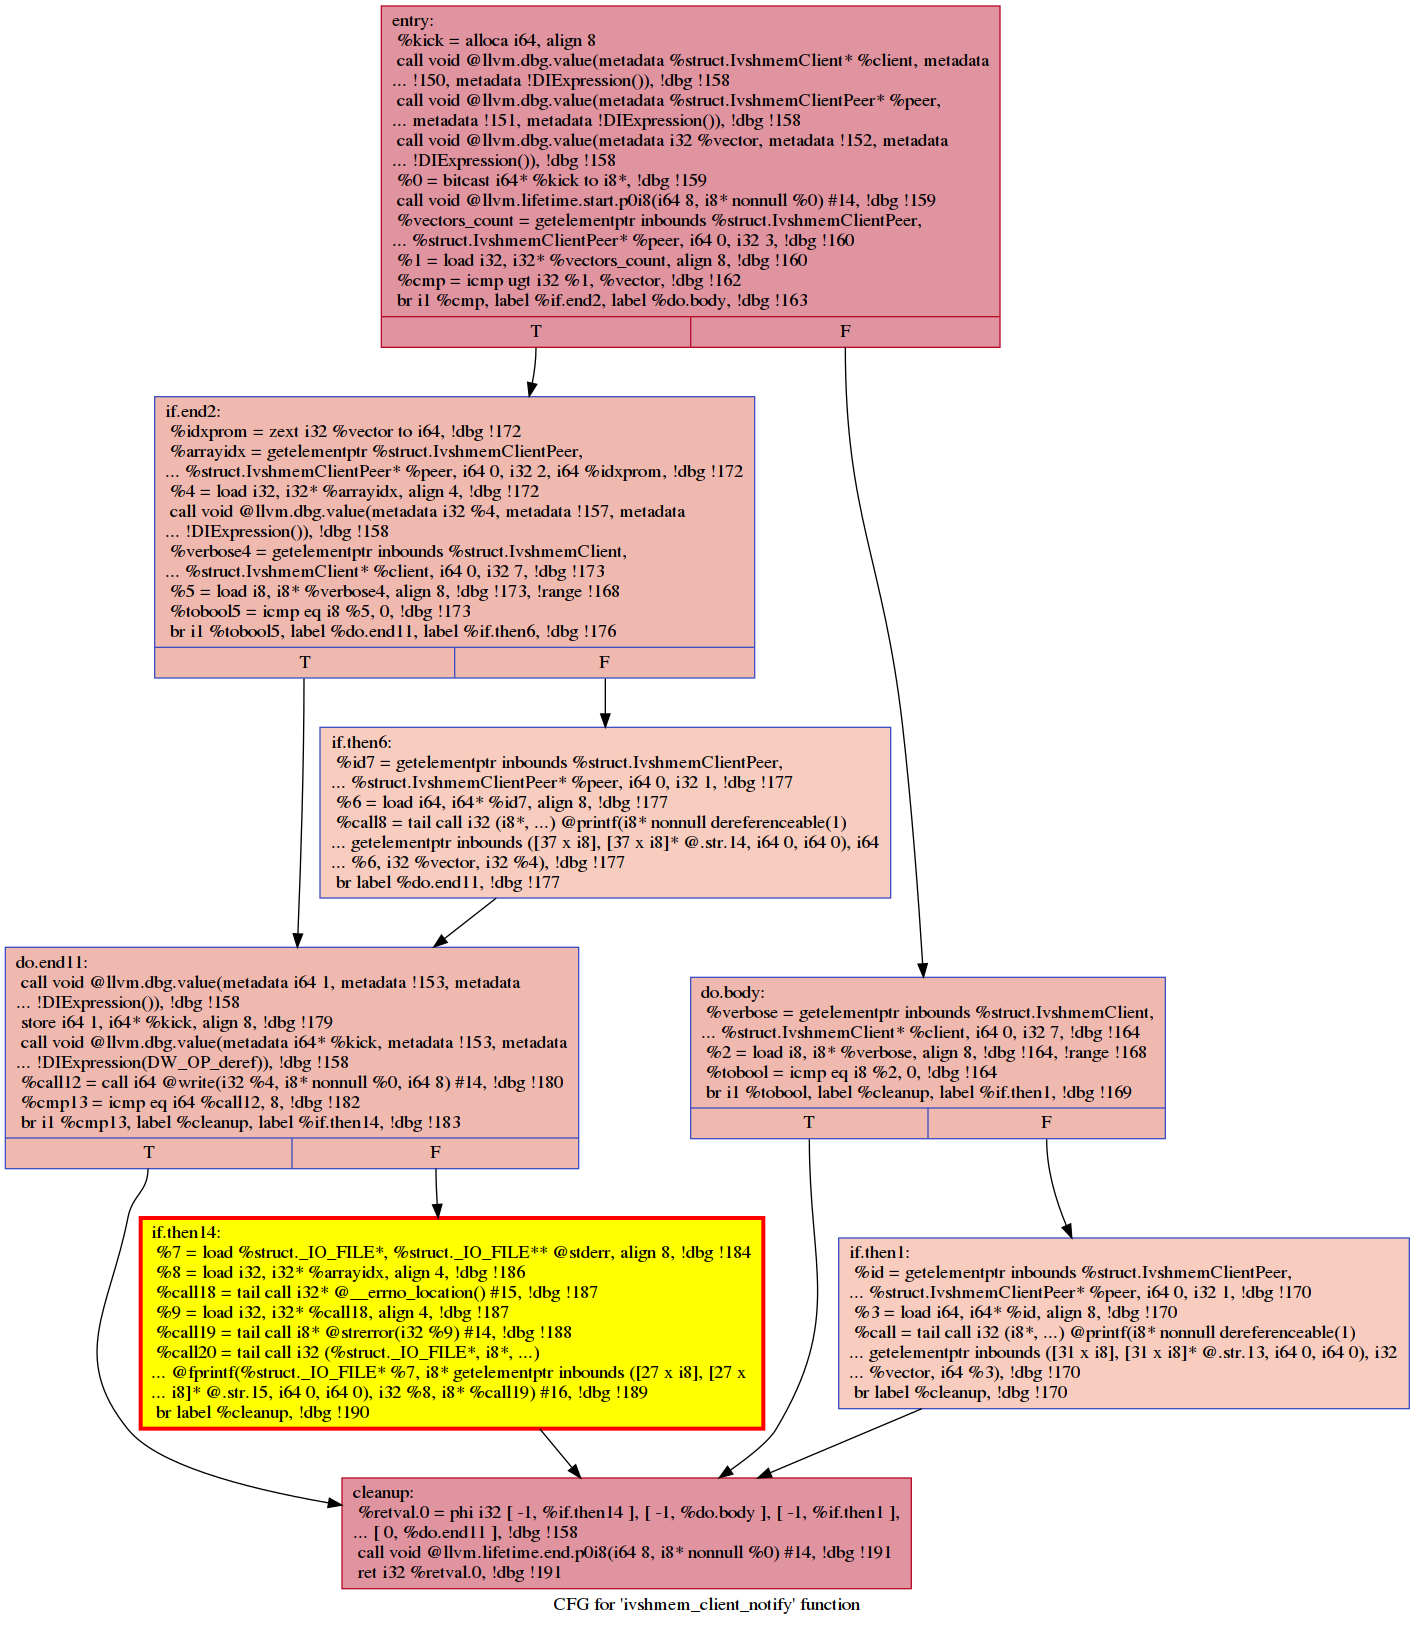 entry:
%kick = alloca i64, align 8
call void @llvm.dbg.value(metadata %struct.IvshmemClient* %client, metadata
... !150, metadata !DIExpression()), !dbg !158
call void @llvm.dbg.value(metadata %struct.IvshmemClientPeer* %peer,
... metadata !151, metadata !DIExpression()), !dbg !158
call void @llvm.dbg.value(metadata i32 %vector, metadata !152, metadata
... !DIExpression()), !dbg !158
%0 = bitcast i64* %kick to i8*, !dbg !159
call void @llvm.lifetime.start.p0i8(i64 8, i8* nonnull %0) #14, !dbg !159
%vectors_count = getelementptr inbounds %struct.IvshmemClientPeer,
... %struct.IvshmemClientPeer* %peer, i64 0, i32 3, !dbg !160
%1 = load i32, i32* %vectors_count, align 8, !dbg !160
%cmp = icmp ugt i32 %1, %vector, !dbg !162
br i1 %cmp, label %if.end2, label %do.body, !dbg !163
T
F
if.end2:
%idxprom = zext i32 %vector to i64, !dbg !172
%arrayidx = getelementptr %struct.IvshmemClientPeer,
... %struct.IvshmemClientPeer* %peer, i64 0, i32 2, i64 %idxprom, !dbg !172
%4 = load i32, i32* %arrayidx, align 4, !dbg !172
call void @llvm.dbg.value(metadata i32 %4, metadata !157, metadata
... !DIExpression()), !dbg !158
%verbose4 = getelementptr inbounds %struct.IvshmemClient,
... %struct.IvshmemClient* %client, i64 0, i32 7, !dbg !173
%5 = load i8, i8* %verbose4, align 8, !dbg !173, !range !168
%tobool5 = icmp eq i8 %5, 0, !dbg !173
br i1 %tobool5, label %do.end11, label %if.then6, !dbg !176
T
F
if.then6:
%id7 = getelementptr inbounds %struct.IvshmemClientPeer,
... %struct.IvshmemClientPeer* %peer, i64 0, i32 1, !dbg !177
%6 = load i64, i64* %id7, align 8, !dbg !177
%call8 = tail call i32 (i8*, ...) @printf(i8* nonnull dereferenceable(1)
... getelementptr inbounds ([37 x i8], [37 x i8]* @.str.14, i64 0, i64 0), i64
... %6, i32 %vector, i32 %4), !dbg !177
br label %do.end11, !dbg !177
do.end11:
call void @llvm.dbg.value(metadata i64 1, metadata !153, metadata
... !DIExpression()), !dbg !158
store i64 1, i64* %kick, align 8, !dbg !179
call void @llvm.dbg.value(metadata i64* %kick, metadata !153, metadata
... !DIExpression(DW_OP_deref)), !dbg !158
%call12 = call i64 @write(i32 %4, i8* nonnull %0, i64 8) #14, !dbg !180
%cmp13 = icmp eq i64 %call12, 8, !dbg !182
br i1 %cmp13, label %cleanup, label %if.then14, !dbg !183
T
F
do.body:
%verbose = getelementptr inbounds %struct.IvshmemClient,
... %struct.IvshmemClient* %client, i64 0, i32 7, !dbg !164
%2 = load i8, i8* %verbose, align 8, !dbg !164, !range !168
%tobool = icmp eq i8 %2, 0, !dbg !164
br i1 %tobool, label %cleanup, label %if.then1, !dbg !169
T
F
if.then14:
%7 = load %struct._IO_FILE*, %struct._IO_FILE** @stderr, align 8, !dbg !184
%8 = load i32, i32* %arrayidx, align 4, !dbg !186
%call18 = tail call i32* @__errno_location() #15, !dbg !187
%9 = load i32, i32* %call18, align 4, !dbg !187
%call19 = tail call i8* @strerror(i32 %9) #14, !dbg !188
%call20 = tail call i32 (%struct._IO_FILE*, i8*, ...)
... @fprintf(%struct._IO_FILE* %7, i8* getelementptr inbounds ([27 x i8], [27 x
... i8]* @.str.15, i64 0, i64 0), i32 %8, i8* %call19) #16, !dbg !189
br label %cleanup, !dbg !190
if.then1:
%id = getelementptr inbounds %struct.IvshmemClientPeer,
... %struct.IvshmemClientPeer* %peer, i64 0, i32 1, !dbg !170
%3 = load i64, i64* %id, align 8, !dbg !170
%call = tail call i32 (i8*, ...) @printf(i8* nonnull dereferenceable(1)
... getelementptr inbounds ([31 x i8], [31 x i8]* @.str.13, i64 0, i64 0), i32
... %vector, i64 %3), !dbg !170
br label %cleanup, !dbg !170
cleanup:
%retval.0 = phi i32 [ -1, %if.then14 ], [ -1, %do.body ], [ -1, %if.then1 ],
... [ 0, %do.end11 ], !dbg !158
call void @llvm.lifetime.end.p0i8(i64 8, i8* nonnull %0) #14, !dbg !191
ret i32 %retval.0, !dbg !191
CFG for 'ivshmem_client_notify' function